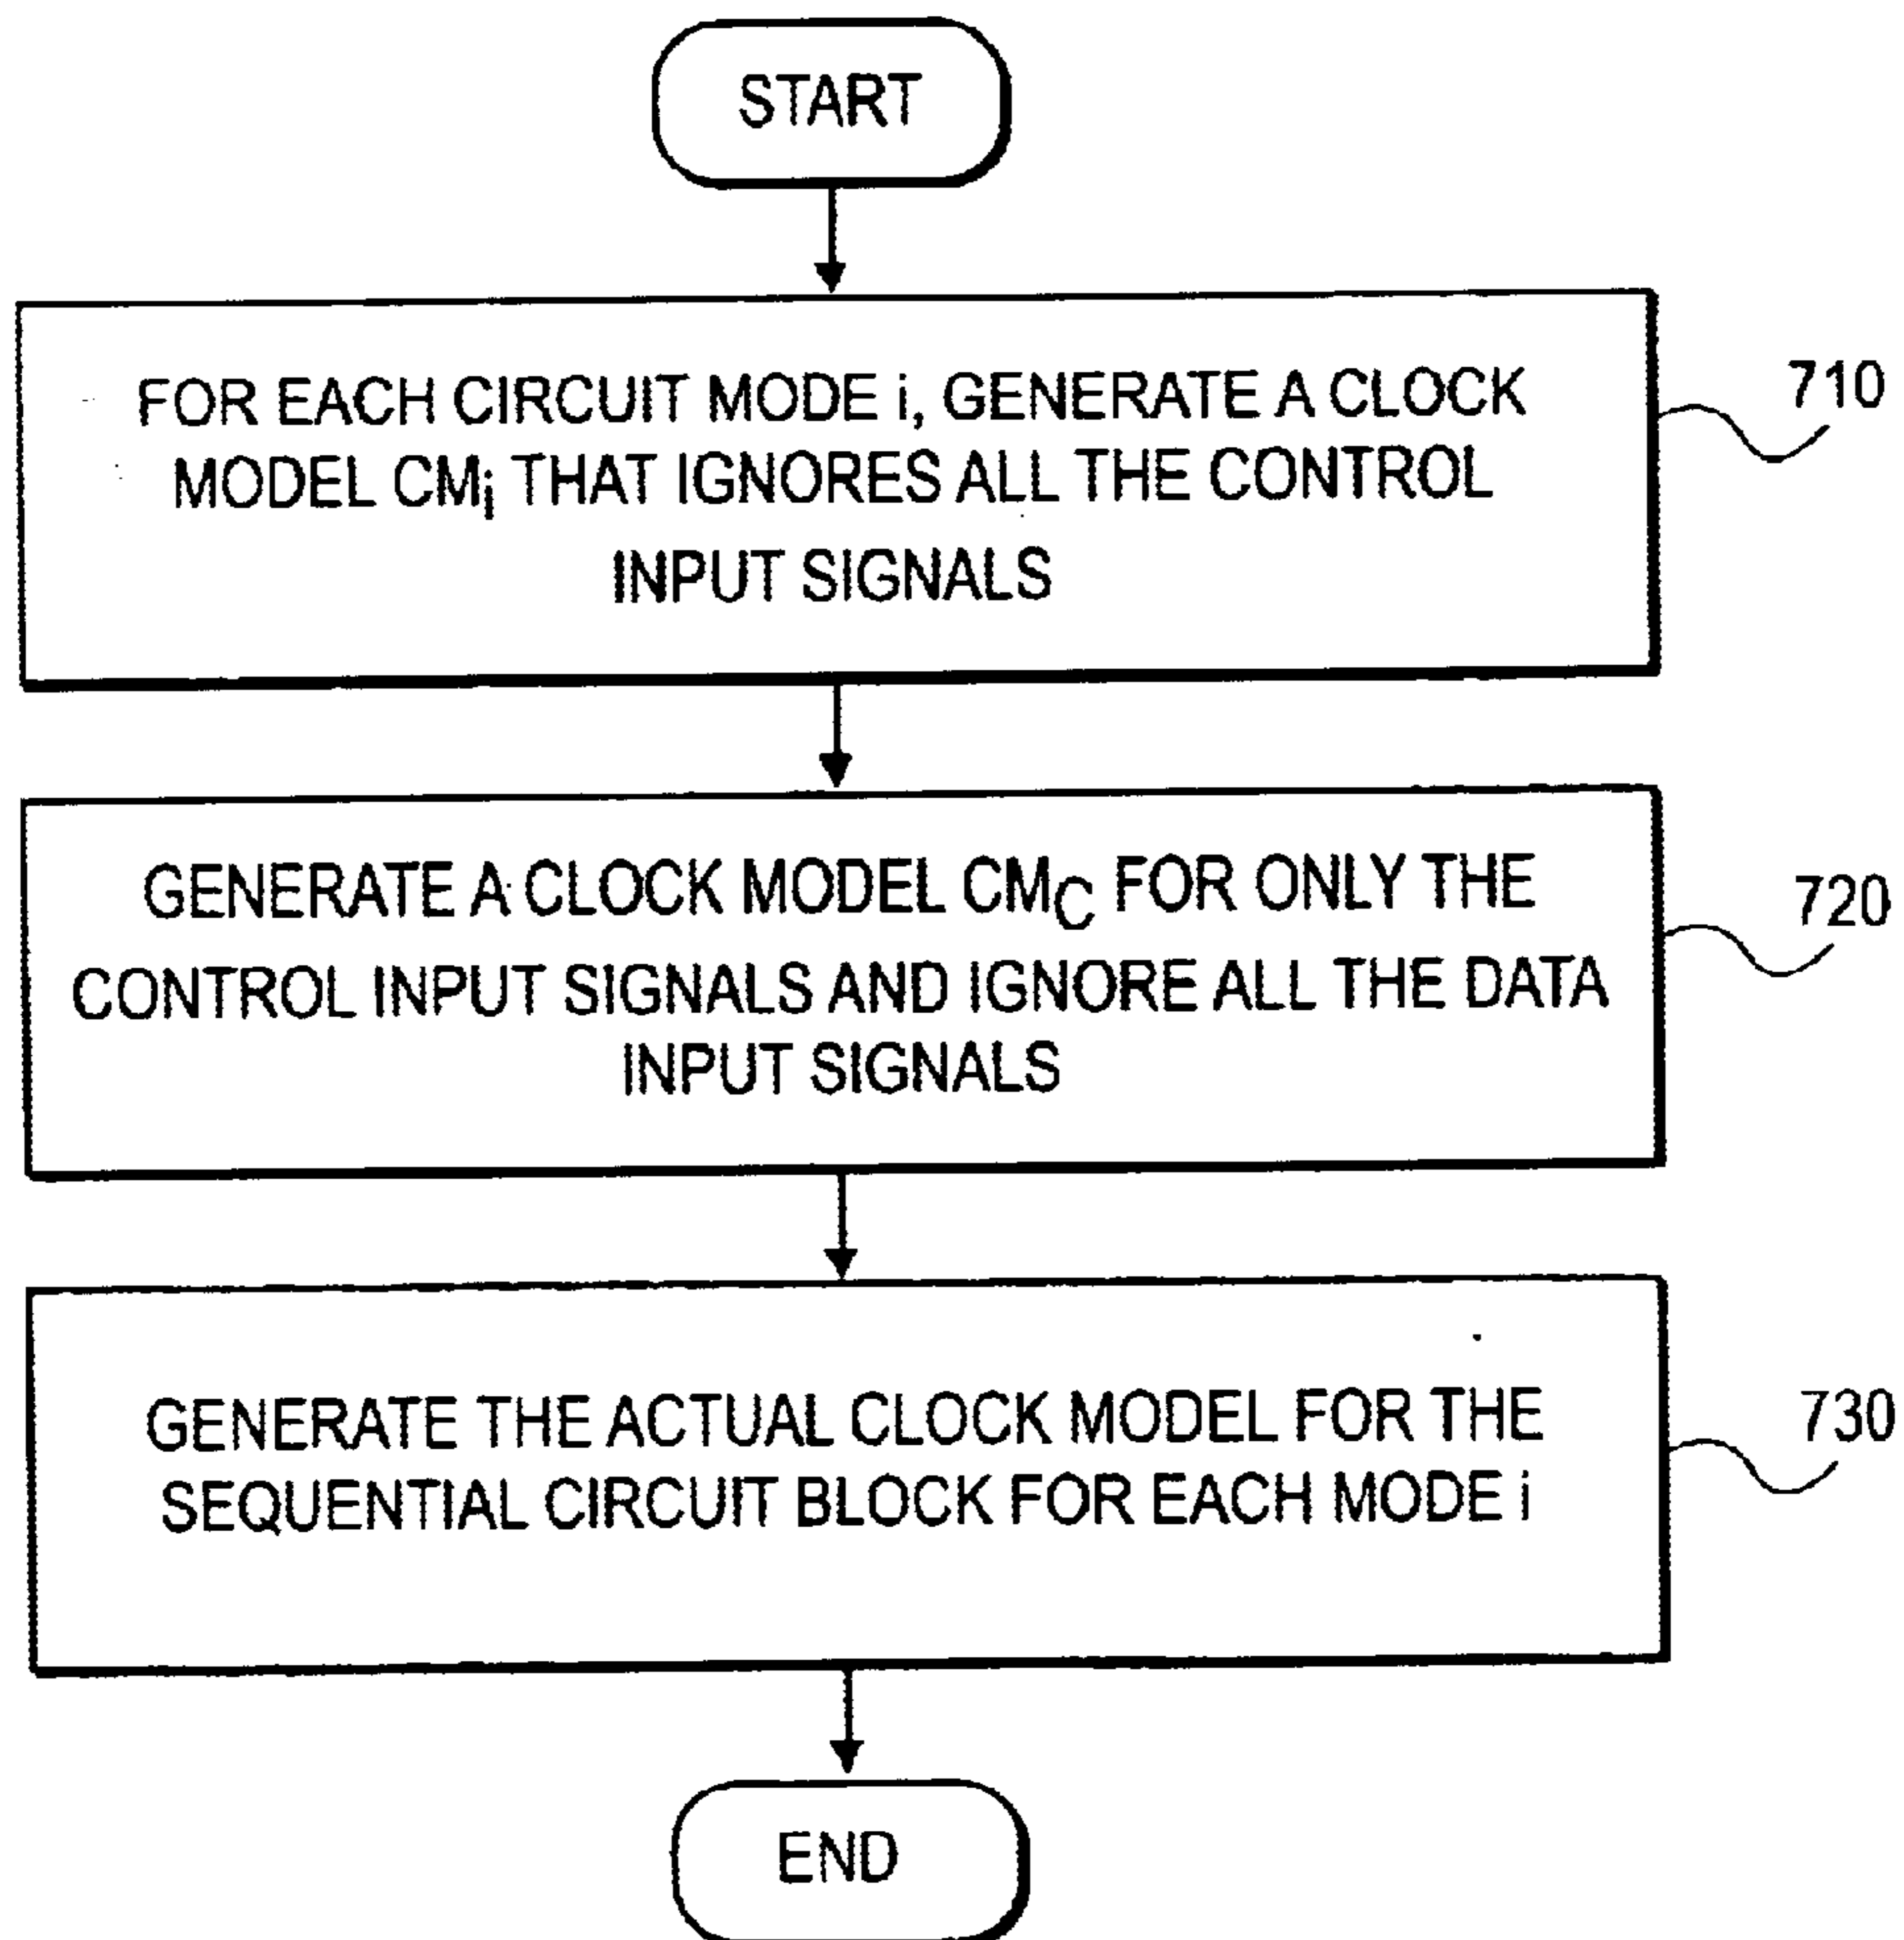 START
FOR EACH CIRCUIT MODE i, GENERATE A CLOCK
MODEL CMi THAT IGNORES ALL THE CONTROL
INPUT SIGNALS
710
GENERATE A CLOCK MODEL CMC FOR ONLY THE
CONTROL INPUT SIGNALS AND IGNORE ALL THE DATA
INPUT SIGNALS
720
GENERATE THE ACTUAL CLOCK MODEL FOR THE
SEQUENTIAL CIRCUIT BLOCK FOR EACH MODE i
730
END